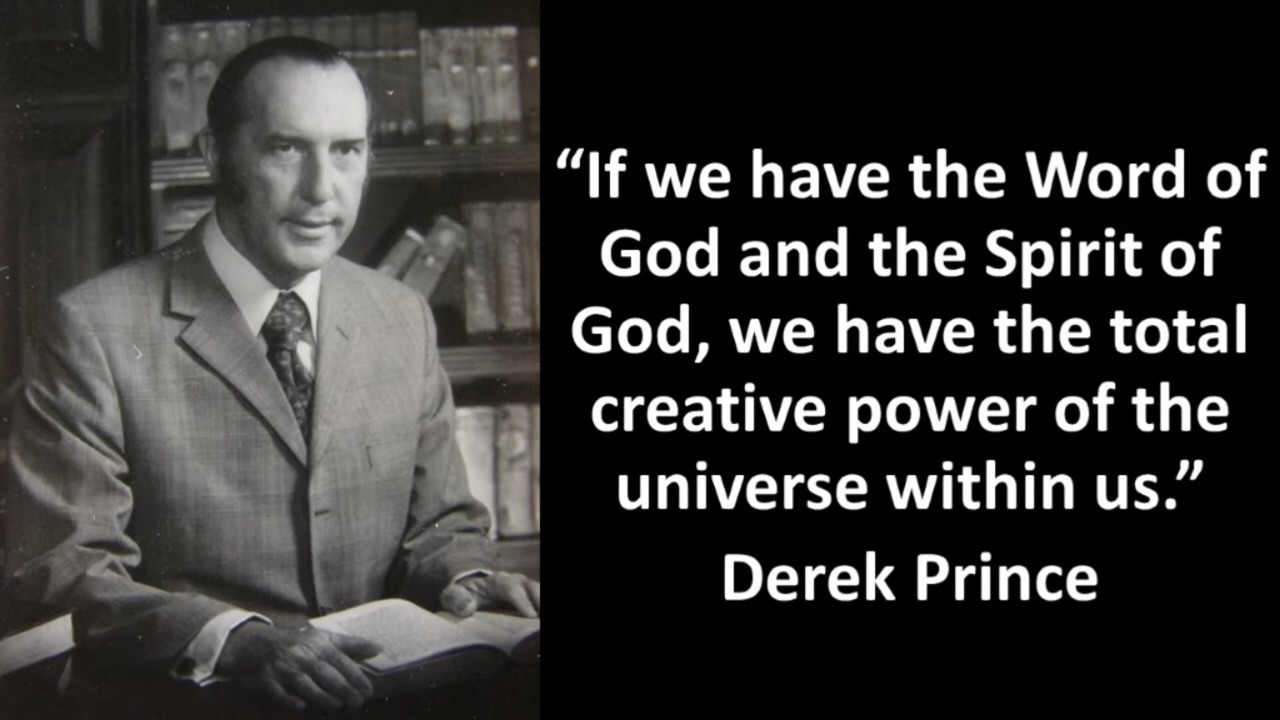 “If we have the Word of
God and the Spirit of
God, we have the total
creative power of the
universe within us.”
Derek Prince